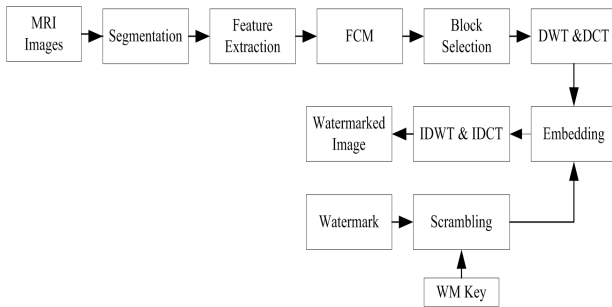 MRI
Images
Segmentation
Feature
Extraction
FCM
Block
Selection
DWT &DCT
Watermarked
Image
IDWT & IDCT
Embedding
Watermark
Scrambling
WM Key